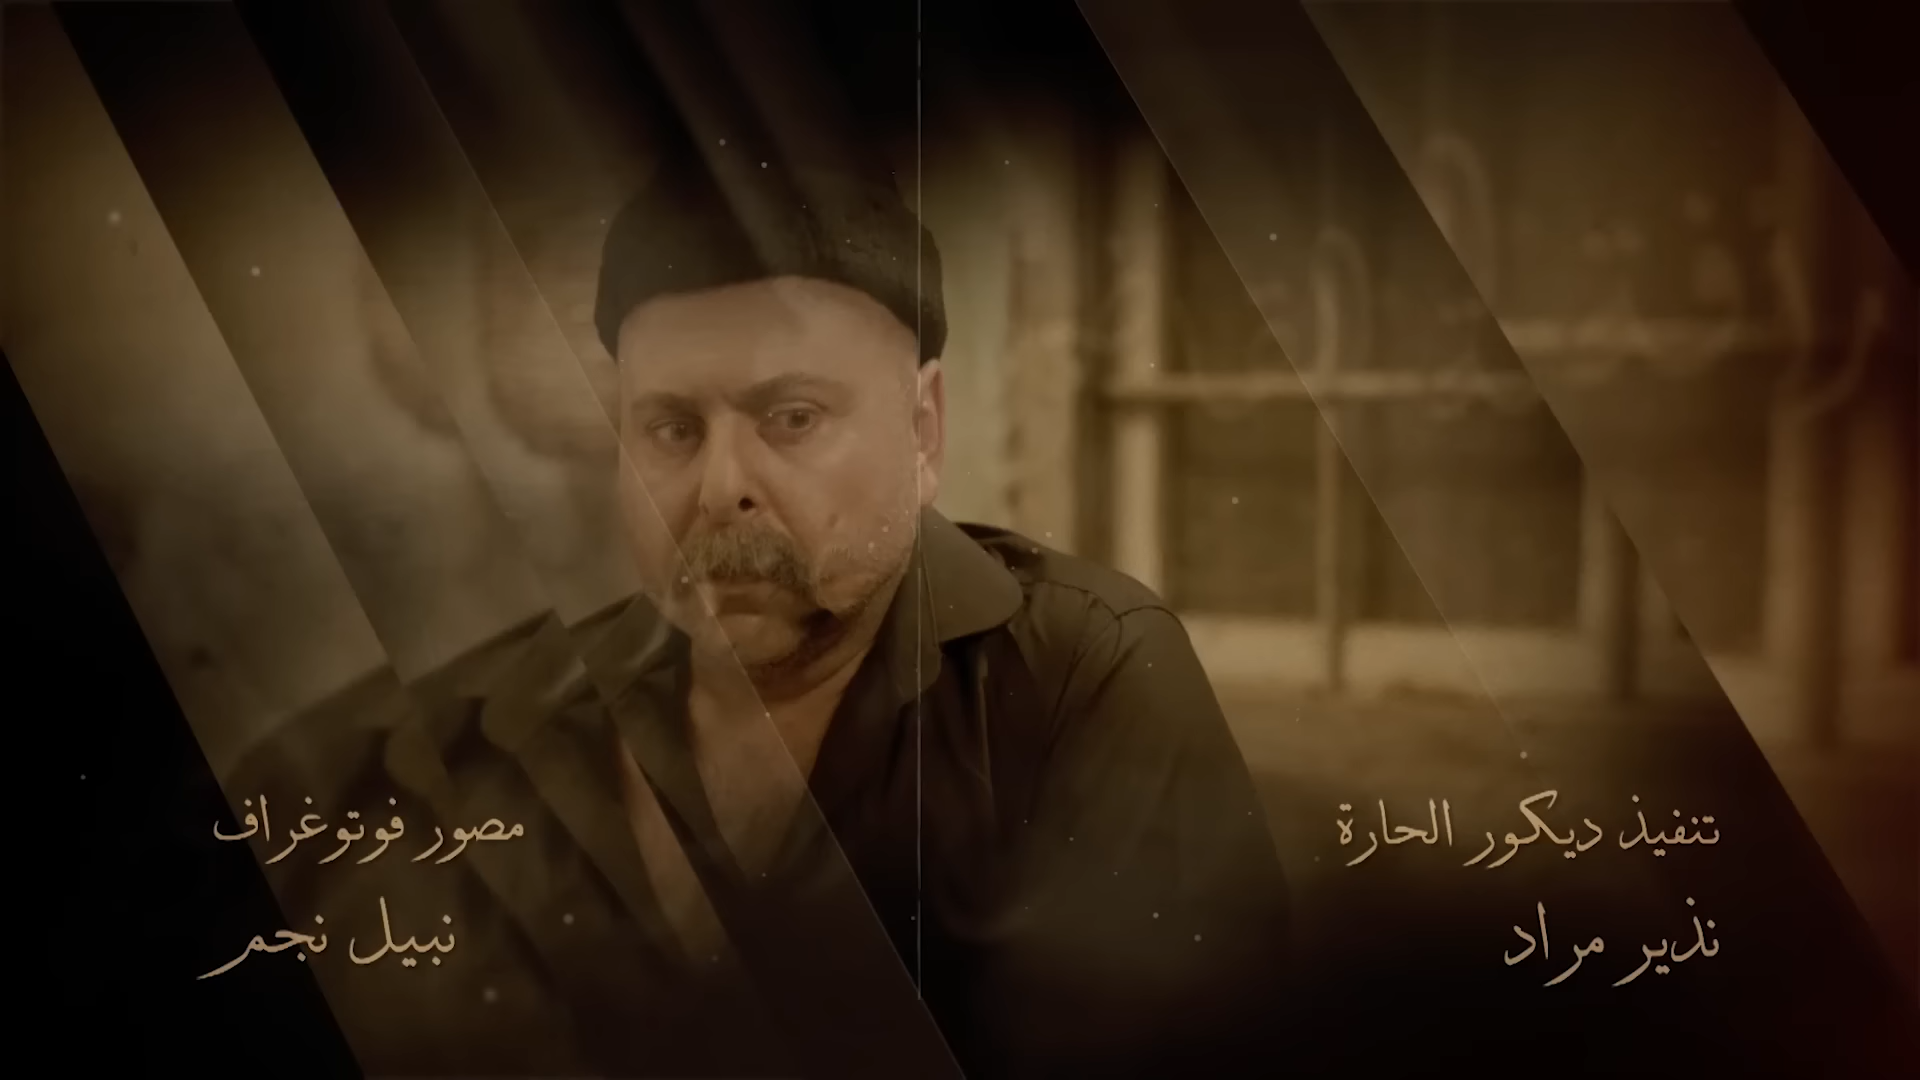 تنفيذ ديكور الحارة
نذير مراد
مصور فوتوغراف
نبيل نجم